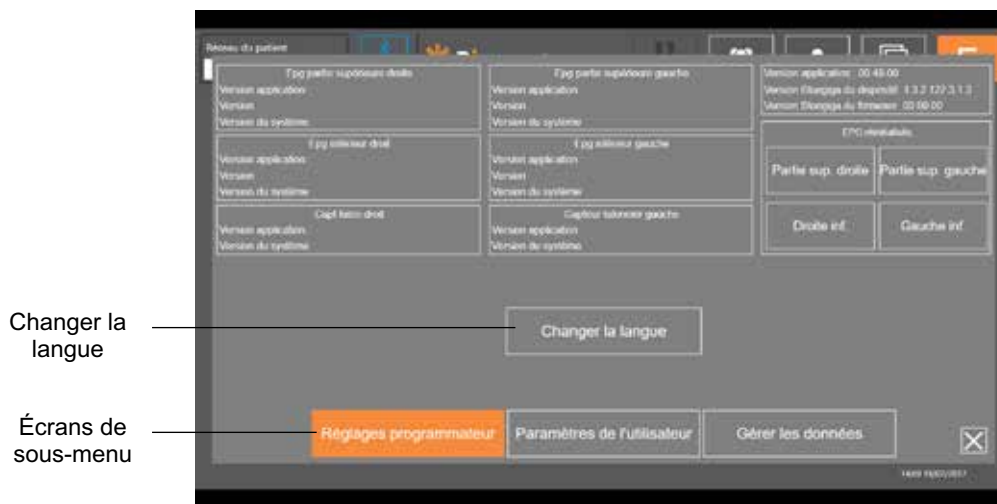 Réseau du patient
Epg partie supérieure droite
Version application
Version
Version du système
Epg partie supérieure gauche
Version application
Version
Version du système
Version application 00.48.00
Epg inférieur droit
Version application
Version
Version du système
Epg inférieur gauche
Version application
Version
Version du système
Partie sup. droite
Partie sup. gauche
Droite inf.
Gauche inf.
Version application
Version du système
Capteur talonnier gauche
Version application
Version du système
Changer la
langue
Changer la langue
Écrans de
sous-menu
Réglages programmateur
Paramètres de l'utilisateur
Gérer les données